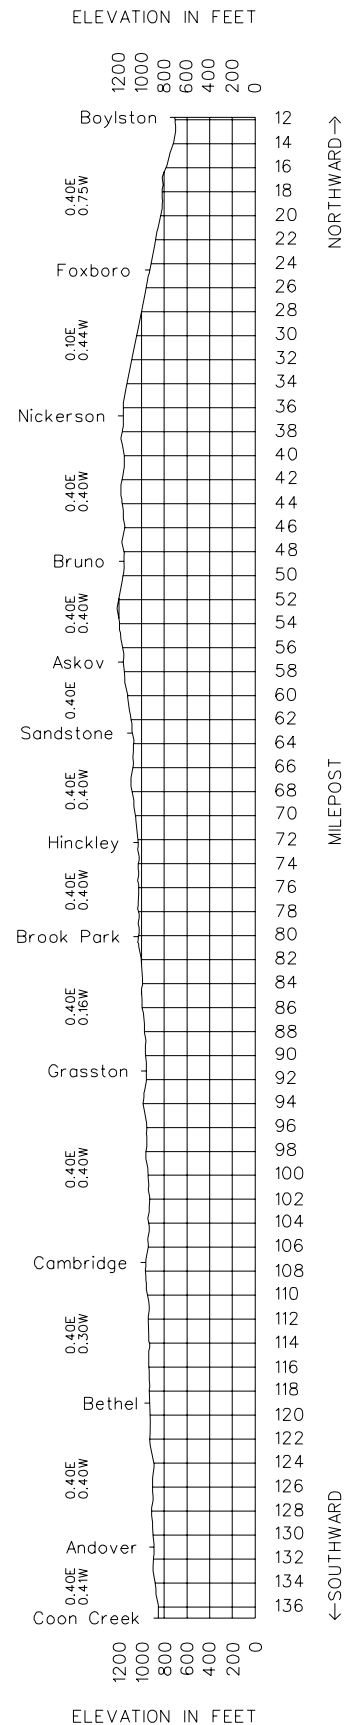 ELEVATION IN FEET
1200 1000 800 600 400 200 0
Boylston 12
14
16
0.40E
0.75W
18
20
22
24
Foxboro
26
28
0.10E
0.44W
30
32
34
36
Nickerson
38
40
0.40E
0.40W
42
44
46
48
Bruno
50
52
0.40E
0.40W
54
56
Askov
58
0.40E
60
62
Sandstone
64
66
0.40E
0.40W
68
70
Hinckley 72
74
0.40E
0.40W
76
78
Brook Park 80
82
84
0.40E
0.16W
86
88
90
Grasston
92
94
96
98
0.40E
0.40W
100
102
104
106
Cambridge
108
110
0.40E
0.30W
112
114
116
118
Bethel
120
122
124
0.40E
0.40W
126
128
130
Andover
132
0.40E
0.41W
134
136
Coon Creek
1200 1000 800 600 400 200 0
ELEVATION IN FEET
NORTHWARD→
MILEPOST
←SOUTHWARD